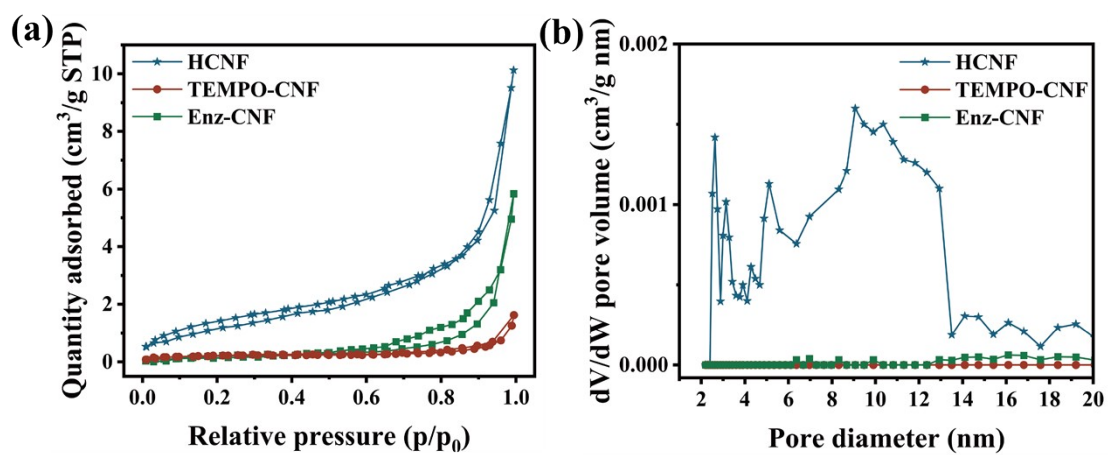 (a)
HCNF
TEMPO-CNF
Enz-CNF
Quantity adsorbed (cm³/g STP)
10
8
6
4
2
0
0.0 0.2 0.4 0.6 0.8 1.0
Relative pressure (p/p₀)
(b)
HCNF
TEMPO-CNF
Enz-CNF
dV/dW pore volume (cm³/g nm)
0.002
0.001
0.000
2 4 6 8 10 12 14 16 18 20
Pore diameter (nm)